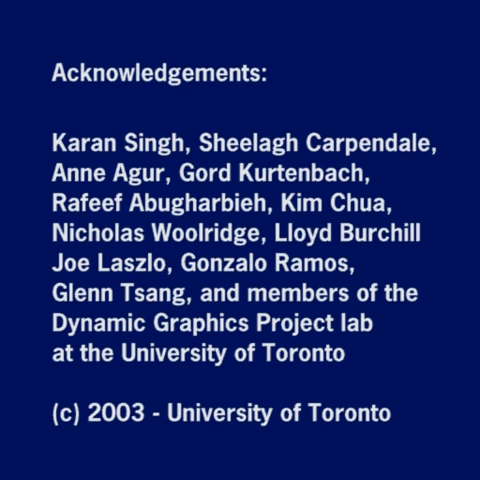 Acknowledgements:
Karan Singh, Sheelagh Carpendale,
Anne Agur, Gord Kurtenbach,
Rafeef Abugharbieh, Kim Chua,
Nicholas Woolridge, Lloyd Burchill
Joe Laszlo, Gonzalo Ramos,
Glenn Tsang, and members of the
Dynamic Graphics Project lab
at the University of Toronto
(c) 2003 - University of Toronto